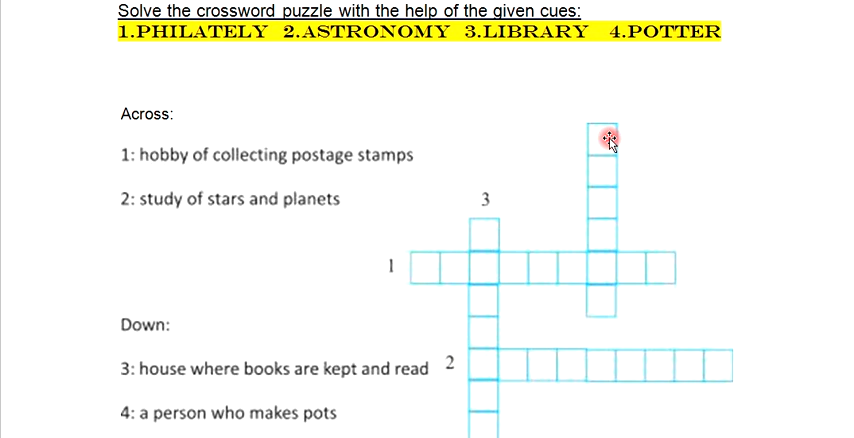 Solve the crossword puzzle with the help of the given cues:
1.PHILATELY 2.ASTRONOMY 3.LIBRARY 4.POTTER
Across:
1: hobby of collecting postage stamps
2: study of stars and planets
3
1
Down:
3: house where books are kept and read
2
4: a person who makes pots